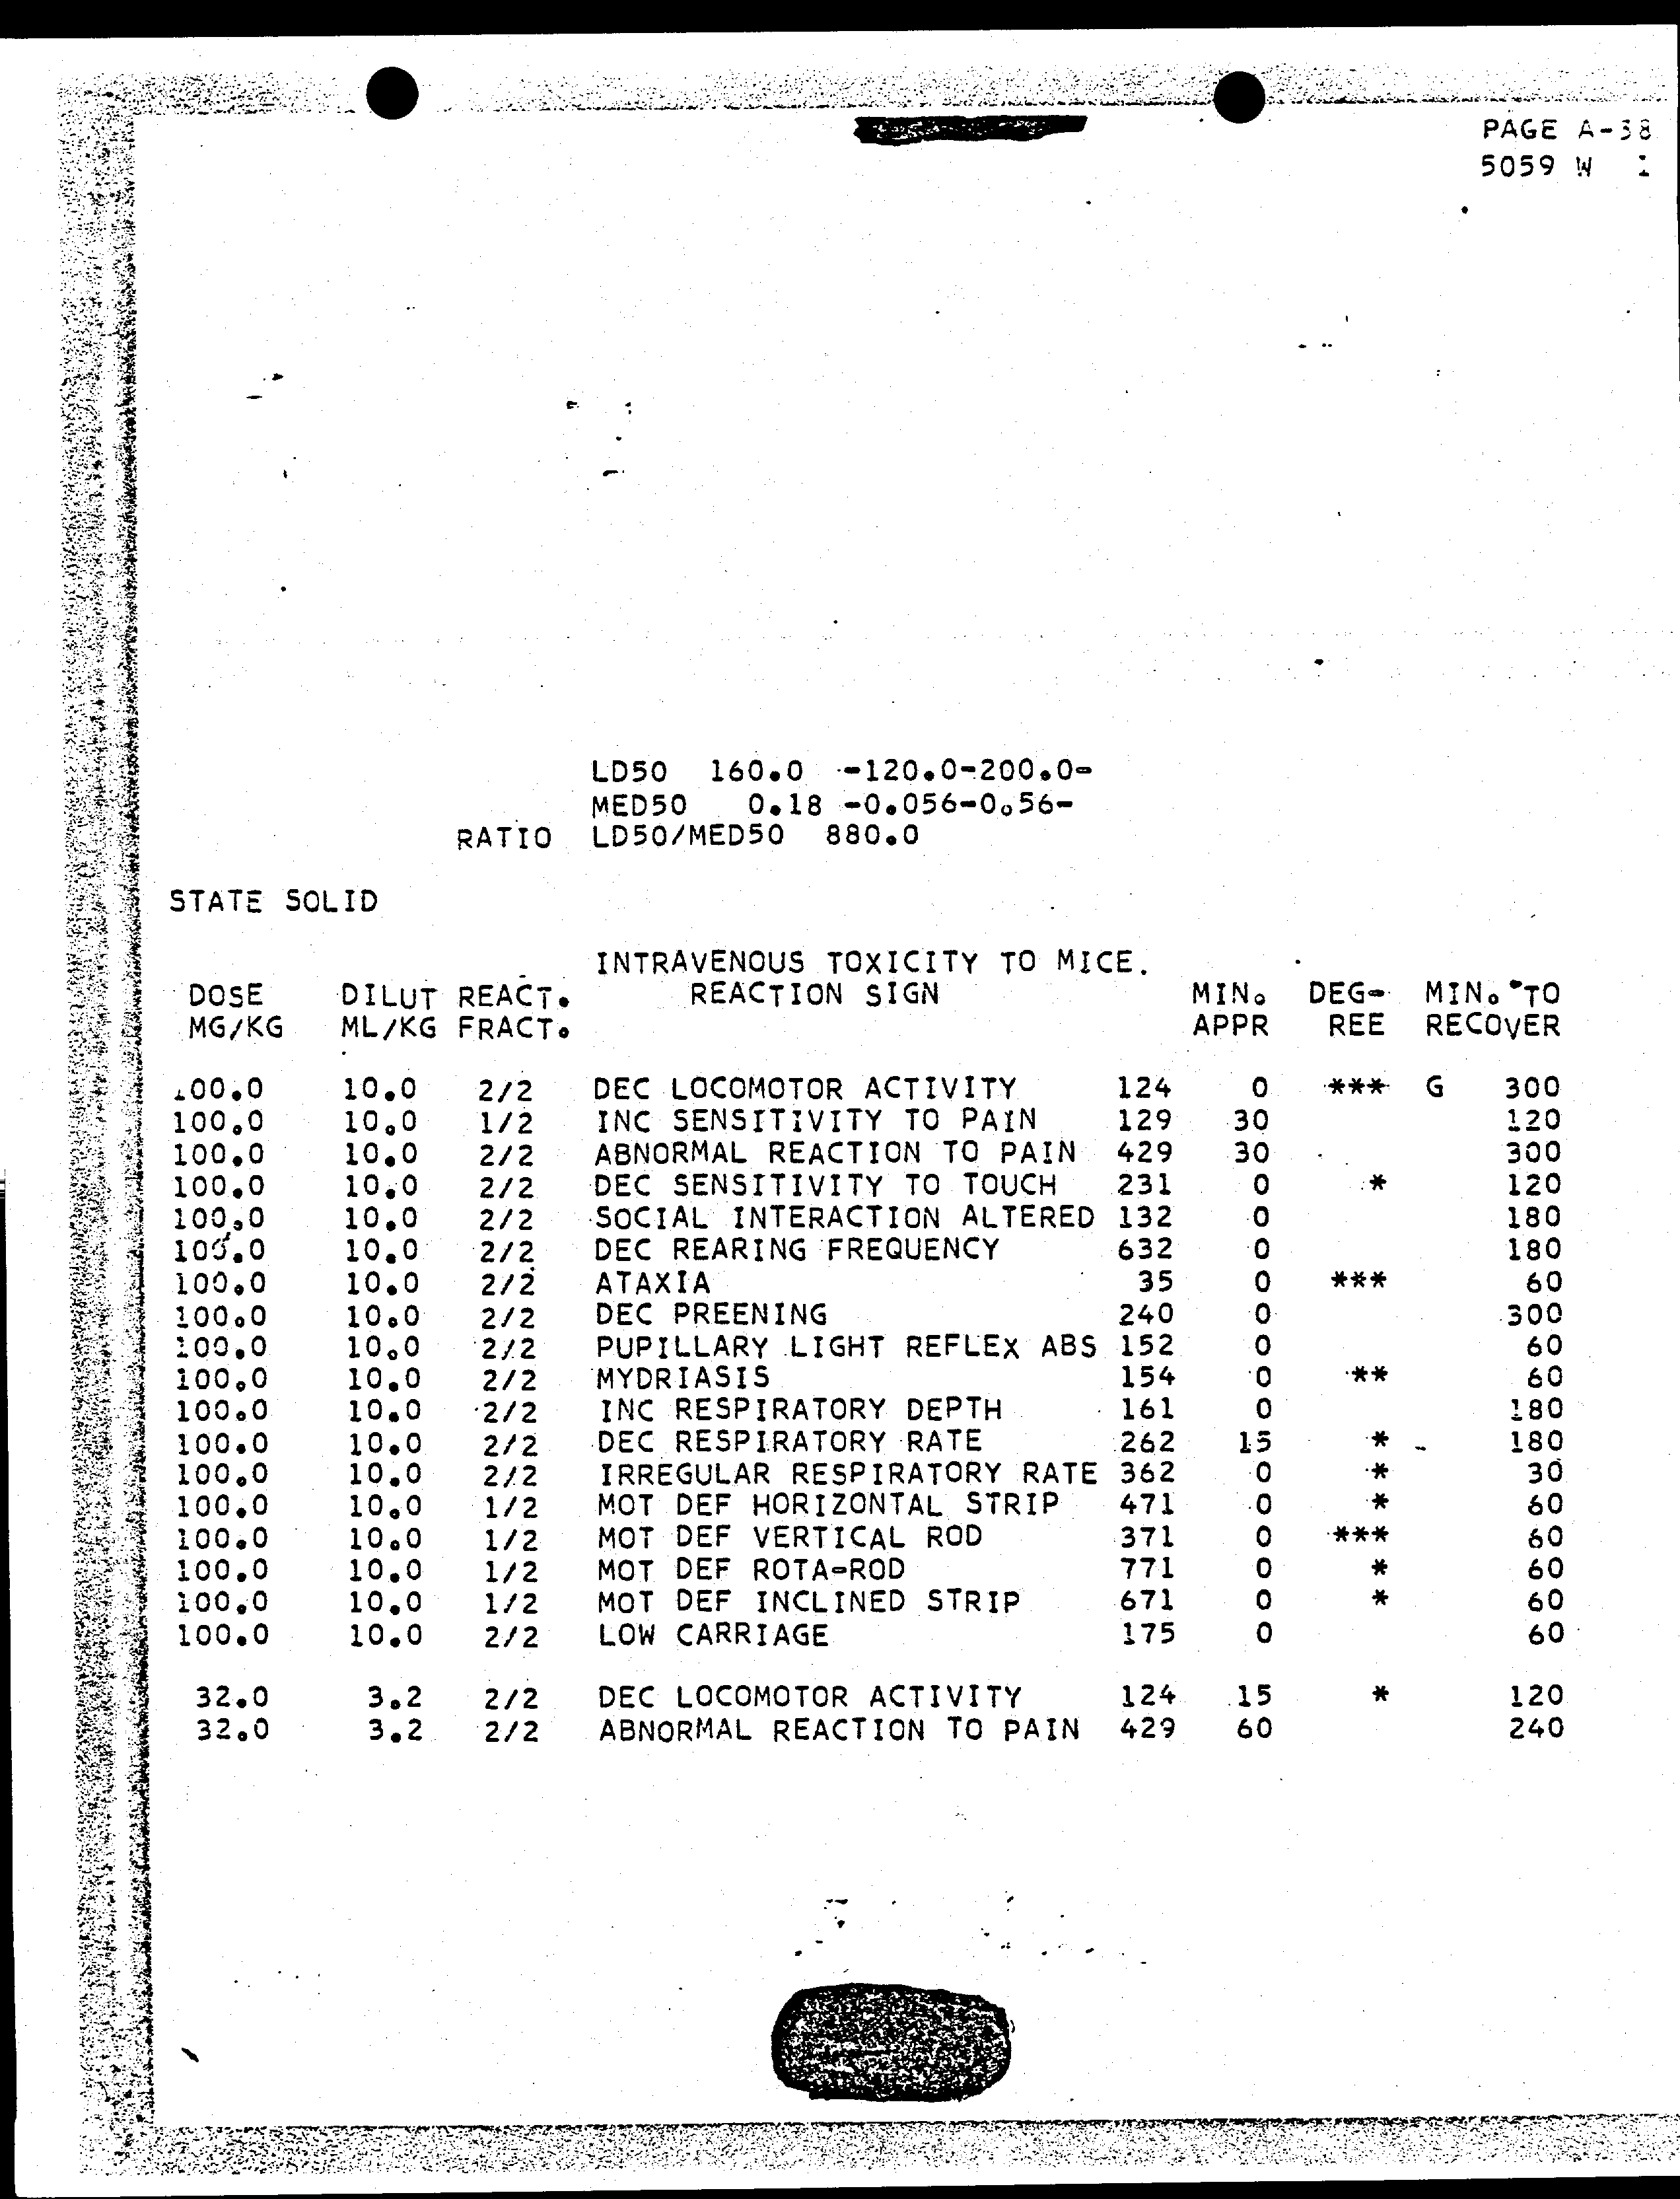 PAGE A-38
5059 W 1
LD50 160.0 -120.0-200.0-
MED50 0.18 -0.056-0.56-
RATIO LD50/MED50 880.0
STATE SOLID
INTRAVENOUS TOXICITY TO MICE.
DOSE DILUT REACT. REACTION SIGN MIN. DEG- MIN. TO
MG/KG ML/KG FRACT. APPR REE RECOVER
100.0 10.0 2/2 DEC LOCOMOTOR ACTIVITY 124 0 *** G 300
100.0 10.0 1/2 INC SENSITIVITY TO PAIN 129 30 120
100.0 10.0 2/2 ABNORMAL REACTION TO PAIN 429 30 300
100.0 10.0 2/2 DEC SENSITIVITY TO TOUCH 231 0 * 120
100.0 10.0 2/2 SOCIAL INTERACTION ALTERED 132 0 180
100.0 10.0 2/2 DEC REARING FREQUENCY 632 0 180
100.0 10.0 2/2 ATAXIA 35 0 *** 60
100.0 10.0 2/2 DEC PREENING 240 0 300
100.0 10.0 2/2 PUPILLARY LIGHT REFLEX ABS 152 0 60
100.0 10.0 2/2 MYDRIASIS 154 0 ** 60
100.0 10.0 2/2 INC RESPIRATORY DEPTH 161 0 180
100.0 10.0 2/2 DEC RESPIRATORY RATE 262 15 * 180
100.0 10.0 2/2 IRREGULAR RESPIRATORY RATE 362 0 * 30
100.0 10.0 1/2 MOT DEF HORIZONTAL STRIP 471 0 * 60
100.0 10.0 1/2 MOT DEF VERTICAL ROD 371 0 *** 60
100.0 10.0 1/2 MOT DEF ROTA-ROD 771 0 * 60
100.0 10.0 1/2 MOT DEF INCLINED STRIP 671 0 * 60
100.0 10.0 2/2 LOW CARRIAGE 175 0 60
32.0 3.2 2/2 DEC LOCOMOTOR ACTIVITY 124 15 * 120
32.0 3.2 2/2 ABNORMAL REACTION TO PAIN 429 60 240